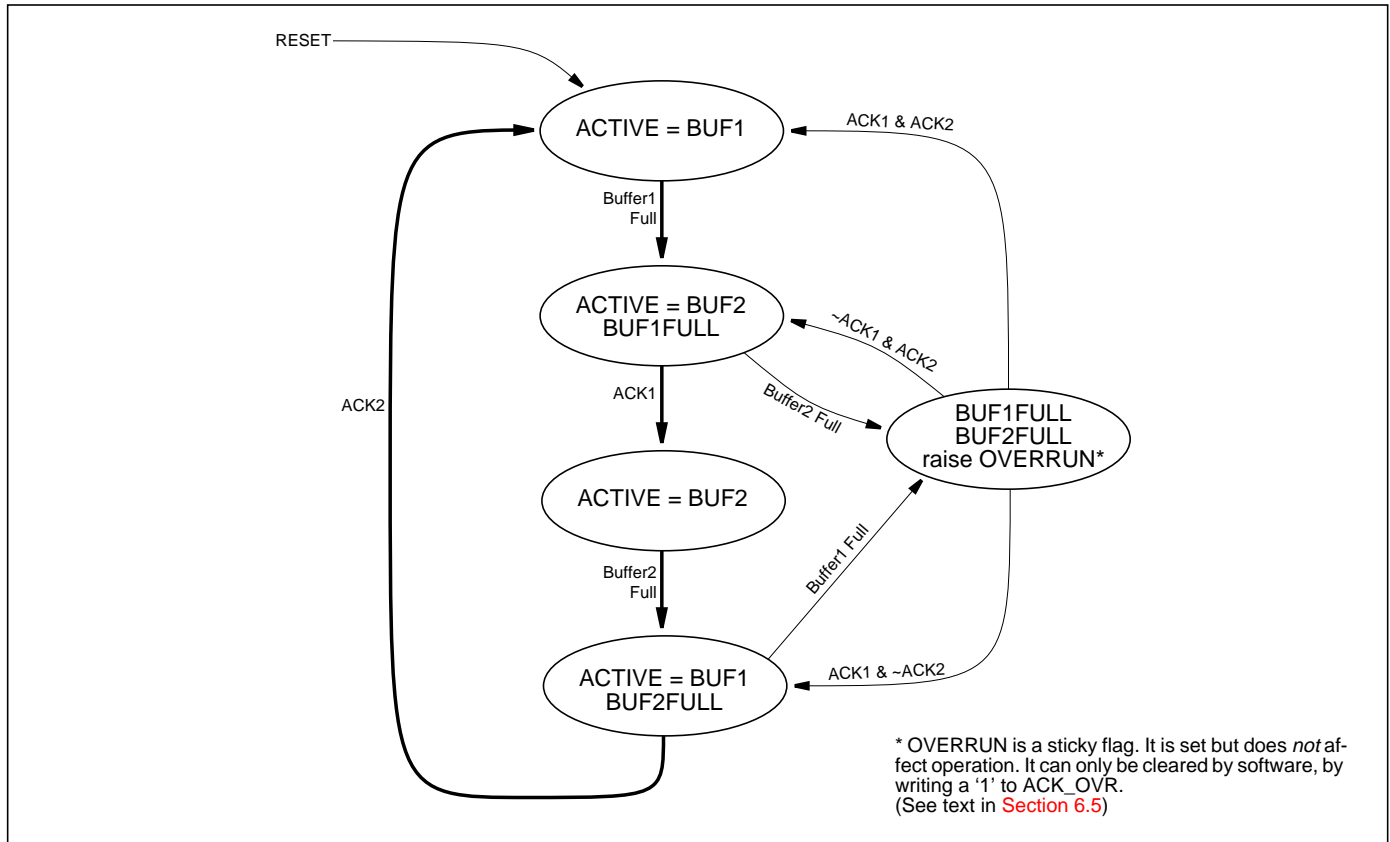 RESET
ACTIVE = BUF1
ACK1 & ACK2
Buffer1
Full
ACTIVE = BUF2
BUF1FULL
~ACK1 & ACK2
ACK1
Buffer2 Full
ACK2
BUF1FULL
BUF2FULL
raise OVERRUN*
ACTIVE = BUF2
Buffer2
Full
Buffer1 Full
ACTIVE = BUF1
BUF2FULL
ACK1 & ~ACK2
* OVERRUN is a sticky flag. It is set but does not af-
fect operation. It can only be cleared by software, by
writing a ‘1’ to ACK_OVR.
(See text in Section 6.5)